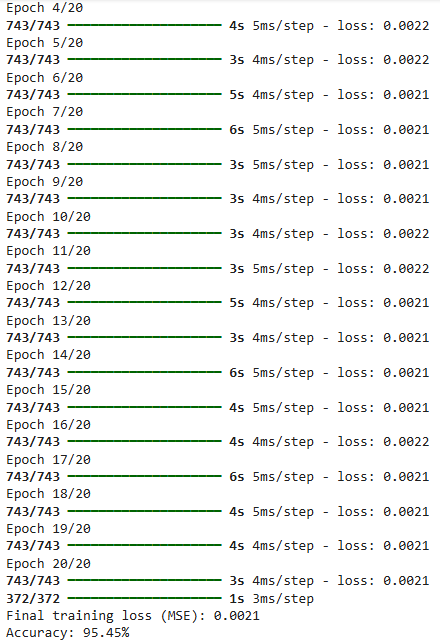 Epoch 4/20
743/743 ━━━━━━━━━━━━━━━━━━━━ 4s 5ms/step - loss: 0.0022
Epoch 5/20
743/743 ━━━━━━━━━━━━━━━━━━━━ 3s 4ms/step - loss: 0.0022
Epoch 6/20
743/743 ━━━━━━━━━━━━━━━━━━━━ 5s 4ms/step - loss: 0.0021
Epoch 7/20
743/743 ━━━━━━━━━━━━━━━━━━━━ 6s 5ms/step - loss: 0.0021
Epoch 8/20
743/743 ━━━━━━━━━━━━━━━━━━━━ 3s 5ms/step - loss: 0.0021
Epoch 9/20
743/743 ━━━━━━━━━━━━━━━━━━━━ 3s 4ms/step - loss: 0.0021
Epoch 10/20
743/743 ━━━━━━━━━━━━━━━━━━━━ 3s 4ms/step - loss: 0.0022
Epoch 11/20
743/743 ━━━━━━━━━━━━━━━━━━━━ 3s 5ms/step - loss: 0.0022
Epoch 12/20
743/743 ━━━━━━━━━━━━━━━━━━━━ 5s 4ms/step - loss: 0.0021
Epoch 13/20
743/743 ━━━━━━━━━━━━━━━━━━━━ 3s 4ms/step - loss: 0.0021
Epoch 14/20
743/743 ━━━━━━━━━━━━━━━━━━━━ 6s 5ms/step - loss: 0.0021
Epoch 15/20
743/743 ━━━━━━━━━━━━━━━━━━━━ 4s 5ms/step - loss: 0.0021
Epoch 16/20
743/743 ━━━━━━━━━━━━━━━━━━━━ 4s 4ms/step - loss: 0.0022
Epoch 17/20
743/743 ━━━━━━━━━━━━━━━━━━━━ 6s 5ms/step - loss: 0.0021
Epoch 18/20
743/743 ━━━━━━━━━━━━━━━━━━━━ 4s 5ms/step - loss: 0.0021
Epoch 19/20
743/743 ━━━━━━━━━━━━━━━━━━━━ 4s 4ms/step - loss: 0.0021
Epoch 20/20
743/743 ━━━━━━━━━━━━━━━━━━━━ 3s 4ms/step - loss: 0.0021
372/372 ━━━━━━━━━━━━━━━━━━━━ 1s 3ms/step
Final training loss (MSE): 0.0021
Accuracy: 95.45%